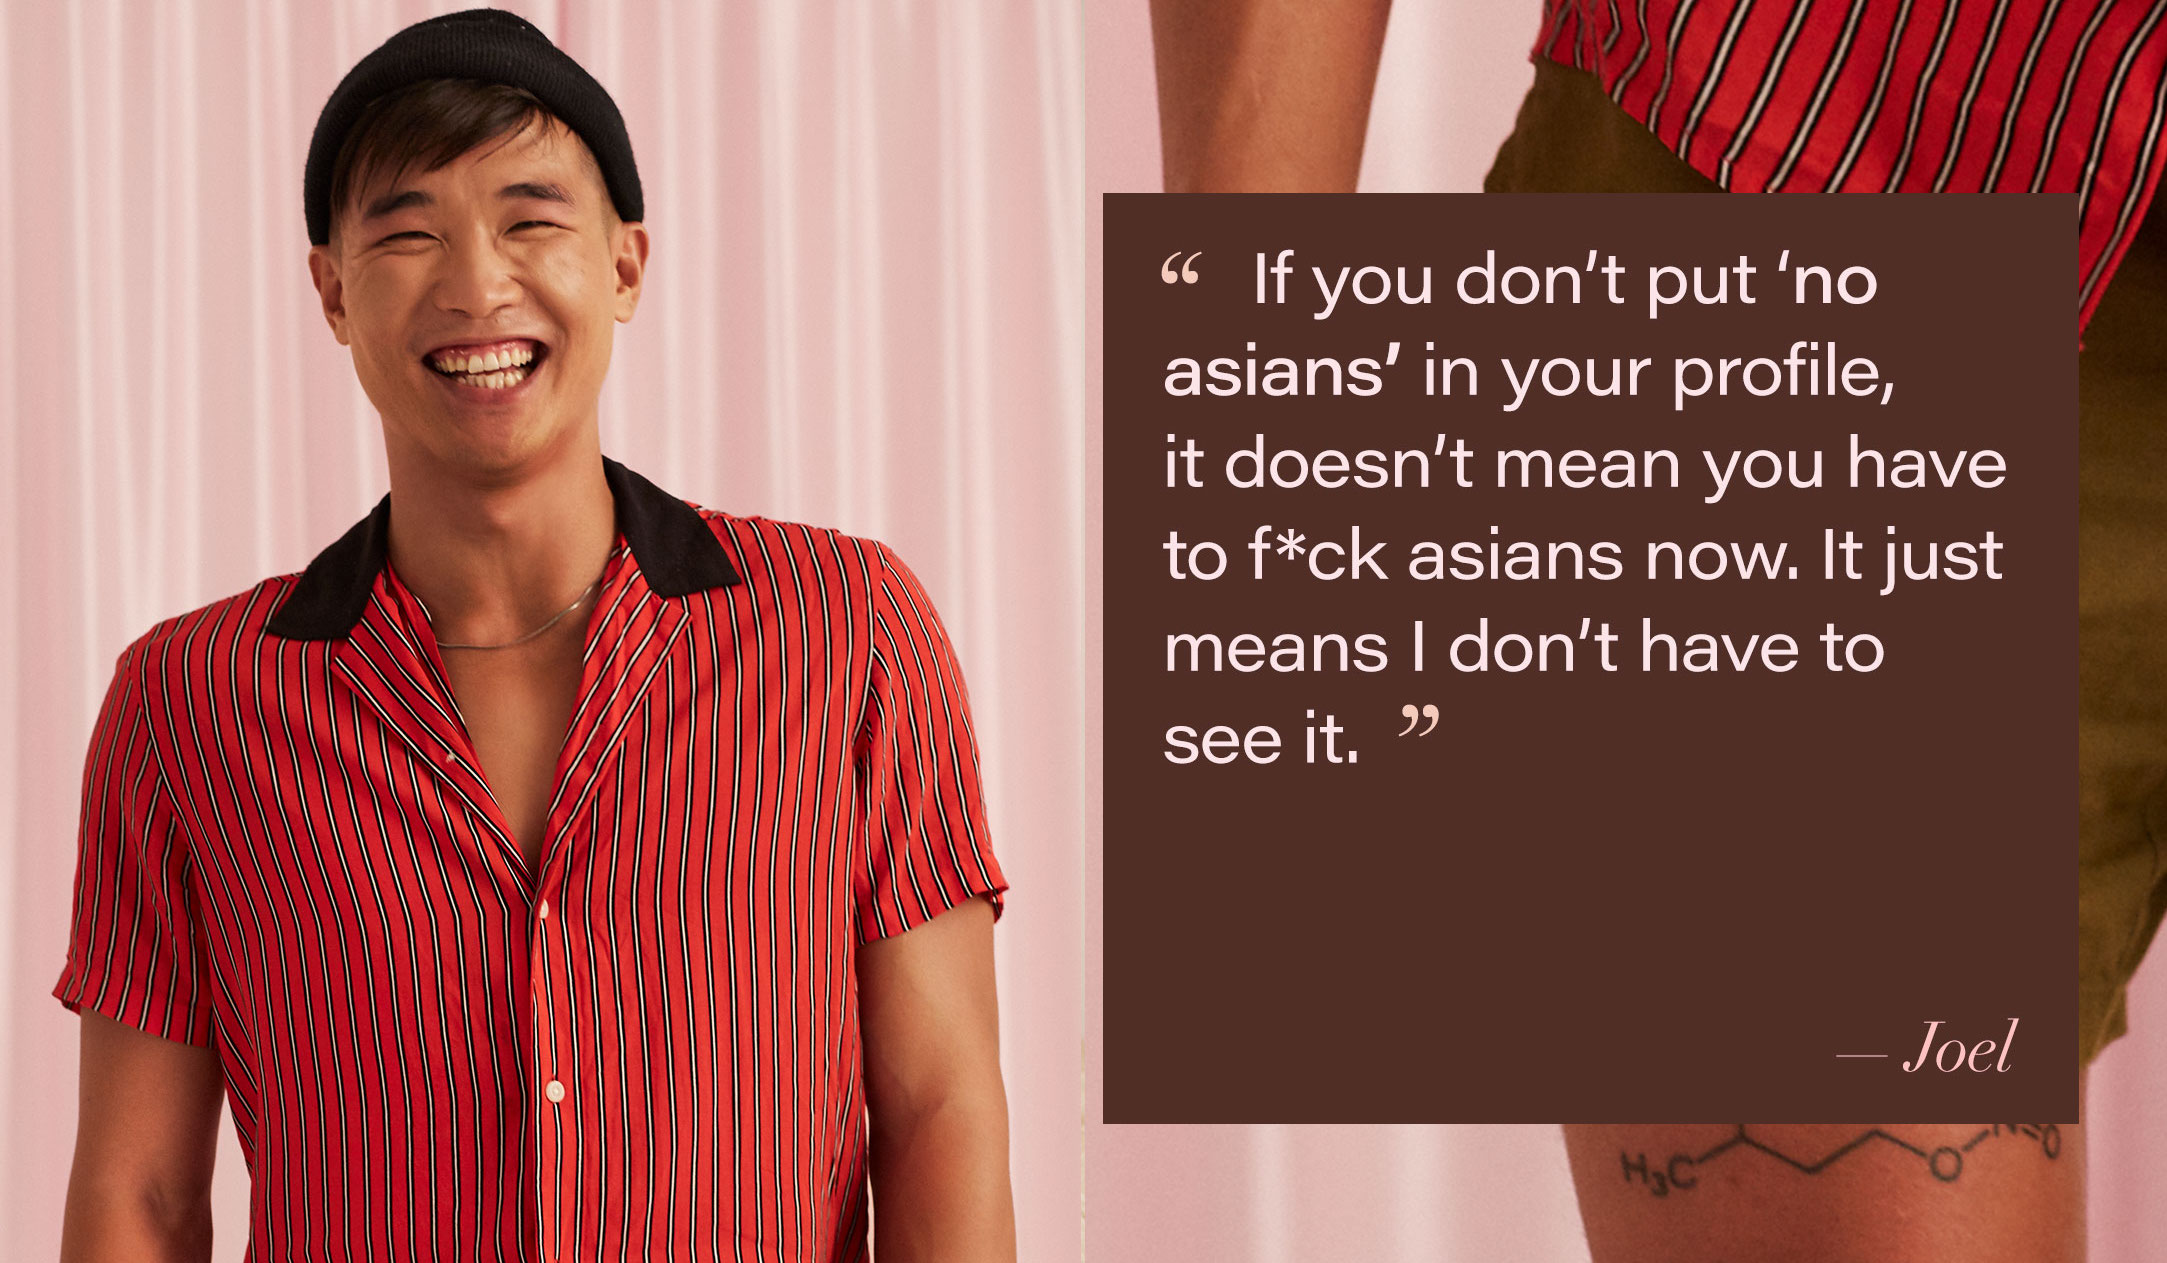 “ If you don’t put ‘no
asians’ in your profile,
it doesn’t mean you have
to f*ck asians now. It just
means I don’t have to
see it. ”
— Joel
H₃C O N=O